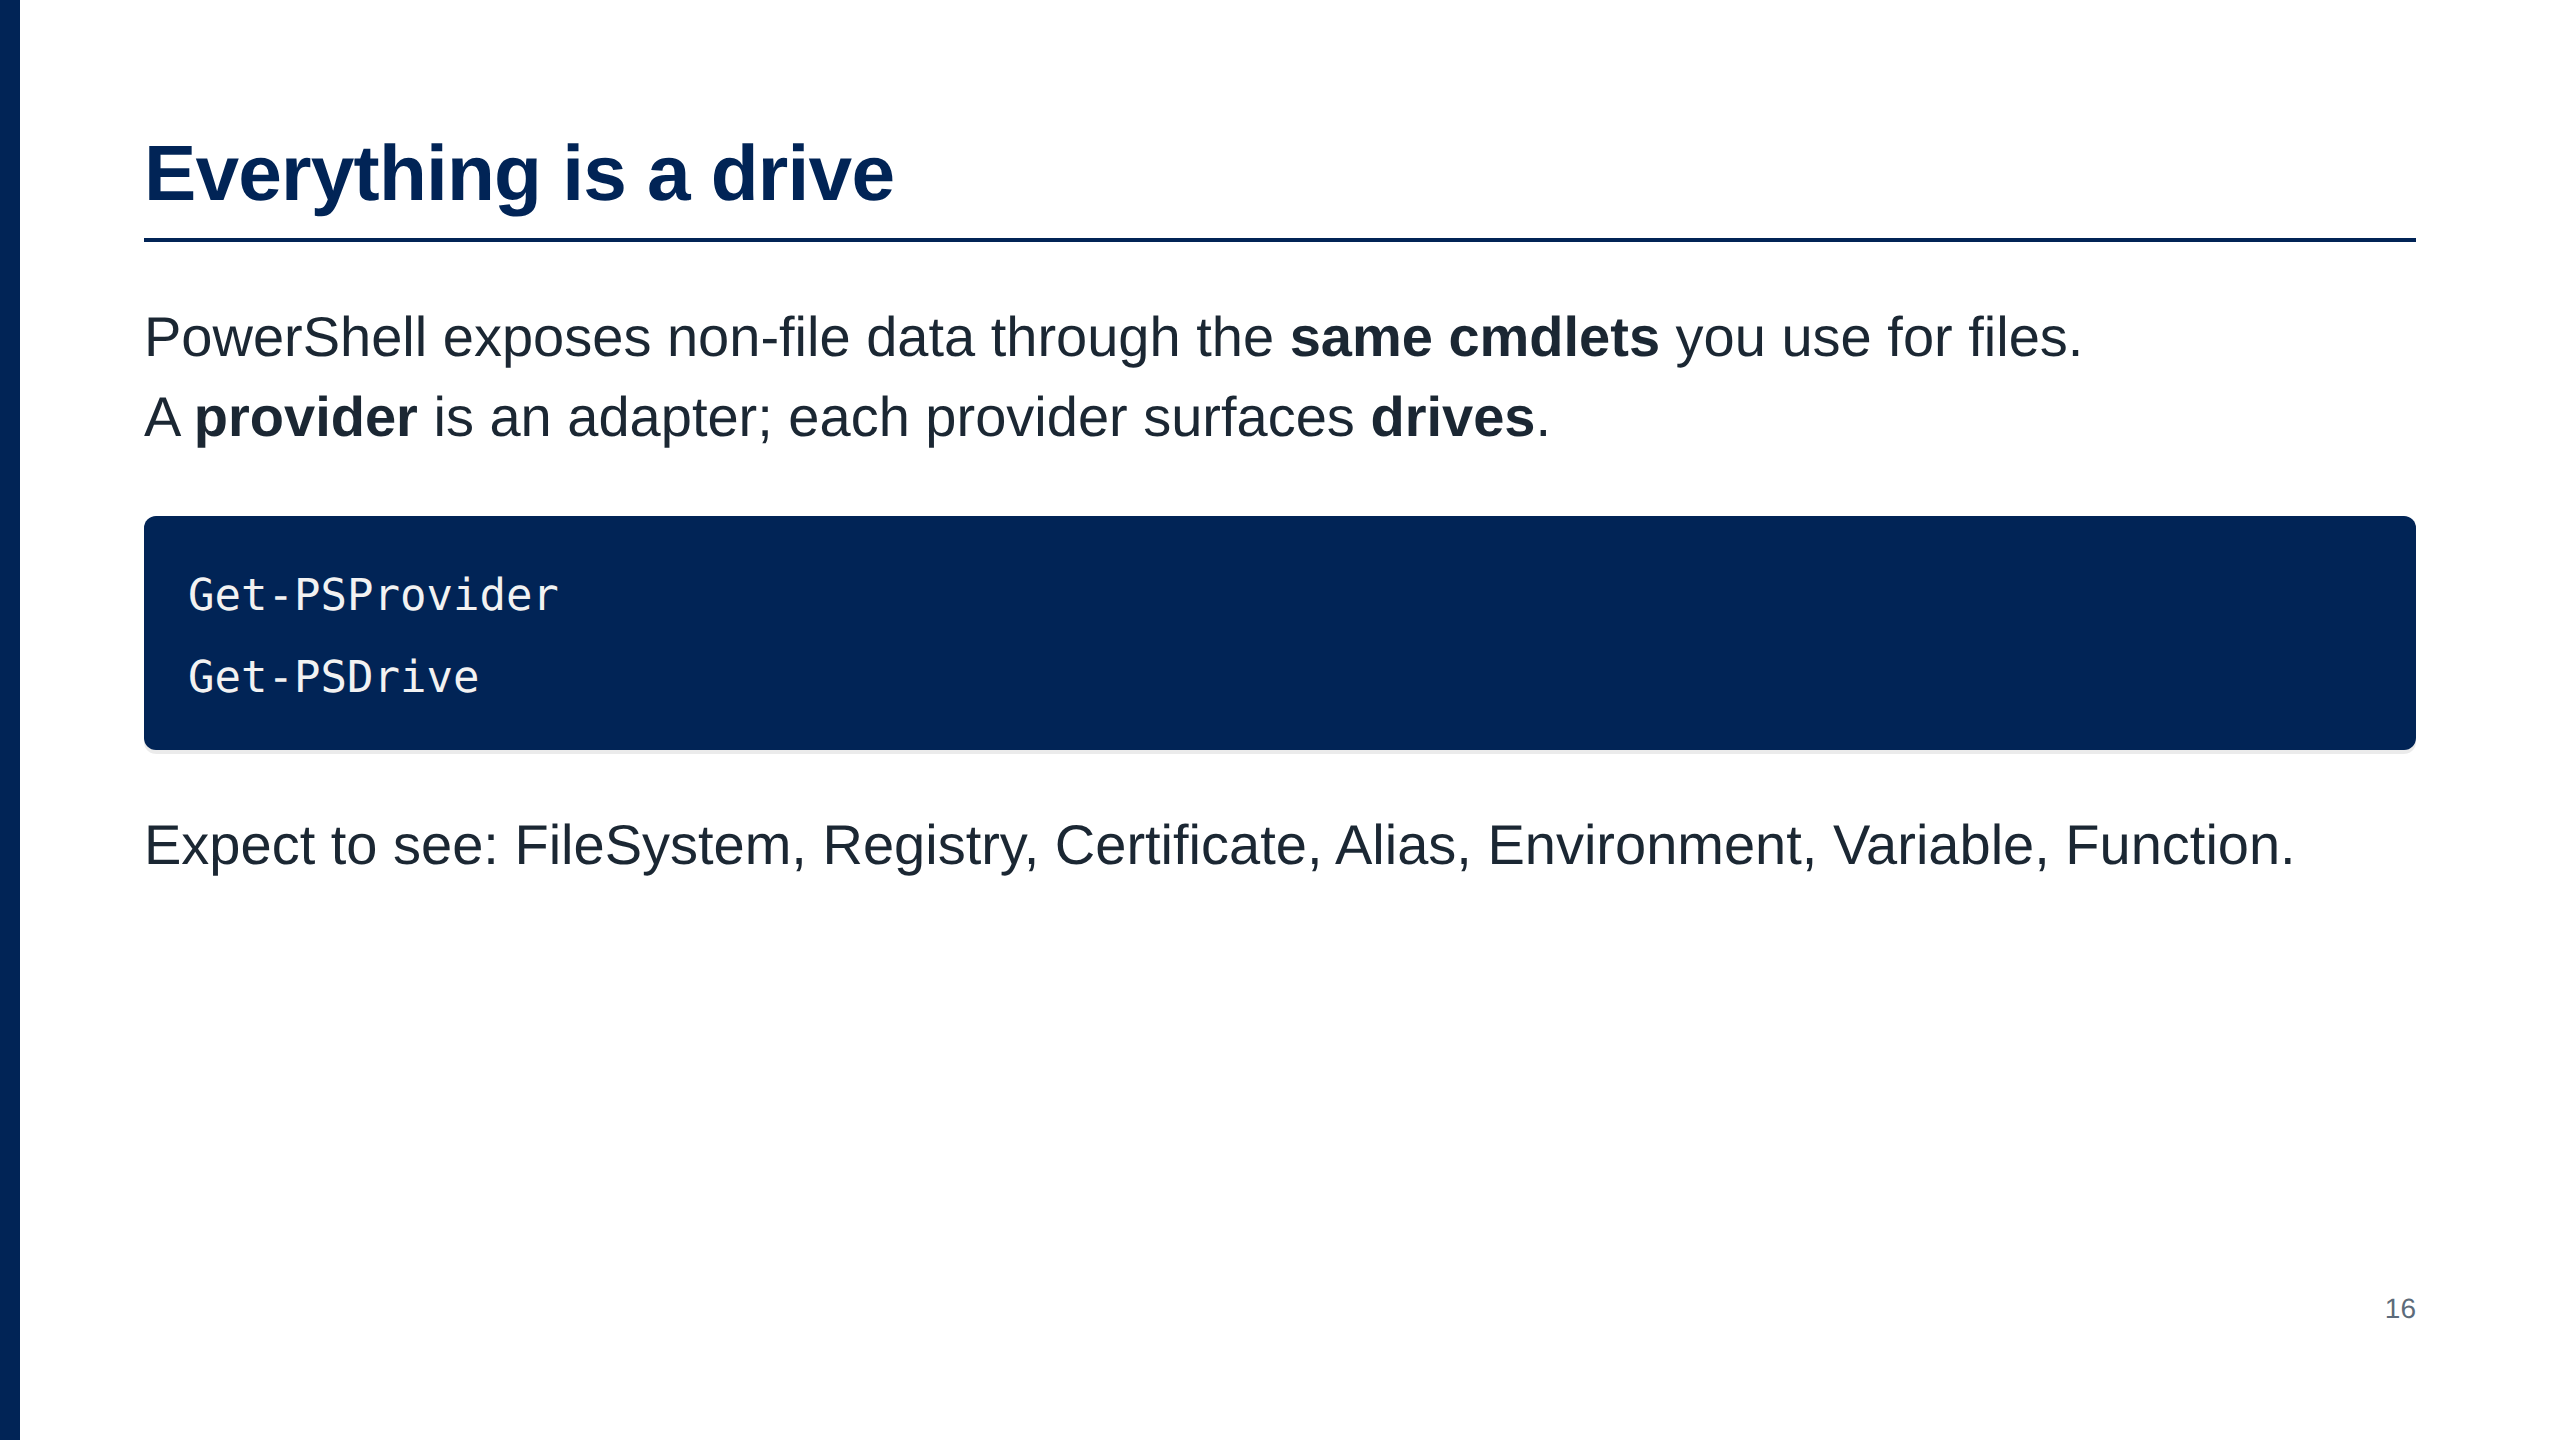 Everything is a drive
PowerShell exposes non-file data through the same cmdlets you use for files.
A provider is an adapter; each provider surfaces drives.
Get-PSProvider
Get-PSDrive
Expect to see: FileSystem, Registry, Certificate, Alias, Environment, Variable, Function.
16